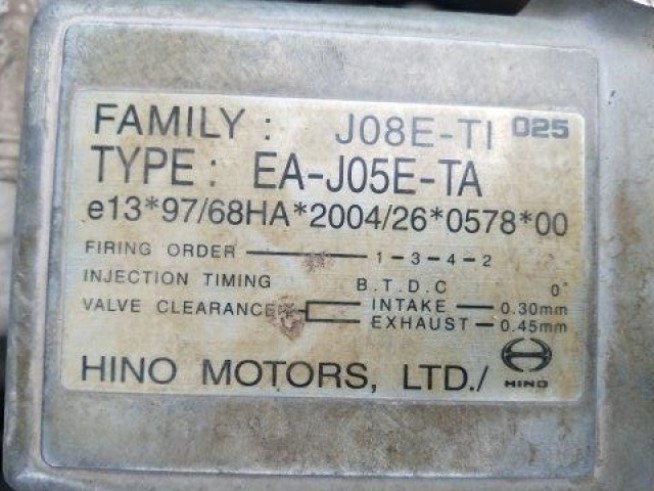 FAMILY : J08E-TI 025
TYPE : EA-J05E-TA
e13*97/68HA*2004/26*0578*00
FIRING ORDER 1-3-4-2
INJECTION TIMING B.T.D.C 0°
VALVE CLEARANCE INTAKE 0.30mm
EXHAUST 0.45mm
HINO MOTORS, LTD./ HINO